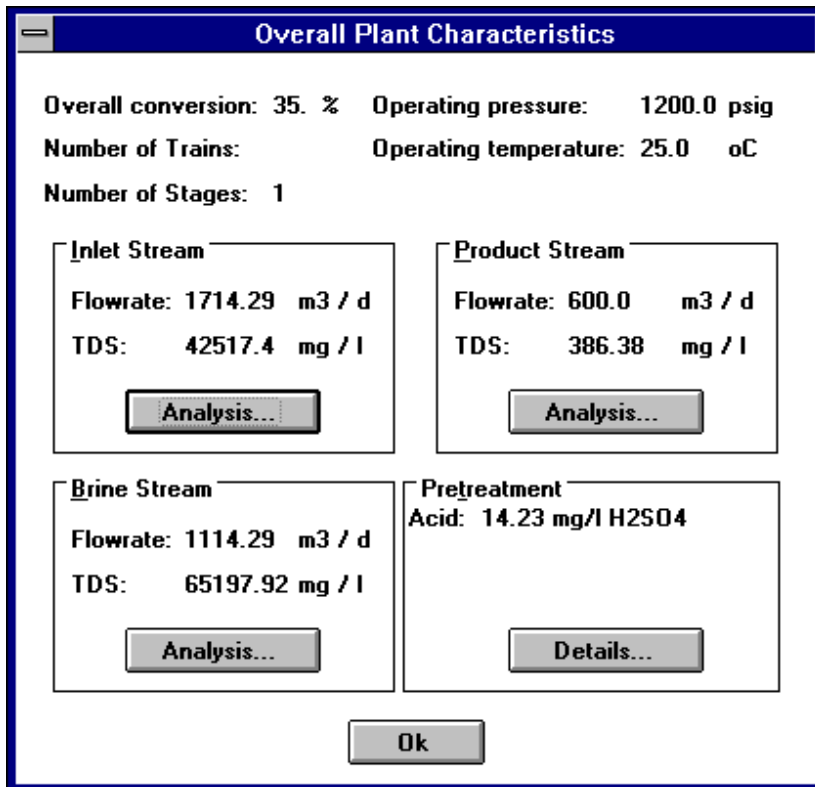 Overall Plant Characteristics
Overall conversion: 35. % Operating pressure: 1200.0 psig
Number of Trains: Operating temperature: 25.0 oC
Number of Stages: 1
Inlet Stream
Flowrate: 1714.29 m3 / d
TDS: 42517.4 mg / l
Analysis...
Product Stream
Flowrate: 600.0 m3 / d
TDS: 386.38 mg / l
Analysis...
Brine Stream
Flowrate: 1114.29 m3 / d
TDS: 65197.92 mg / l
Analysis...
Pretreatment
Acid: 14.23 mg/l H2SO4
Details...
Ok